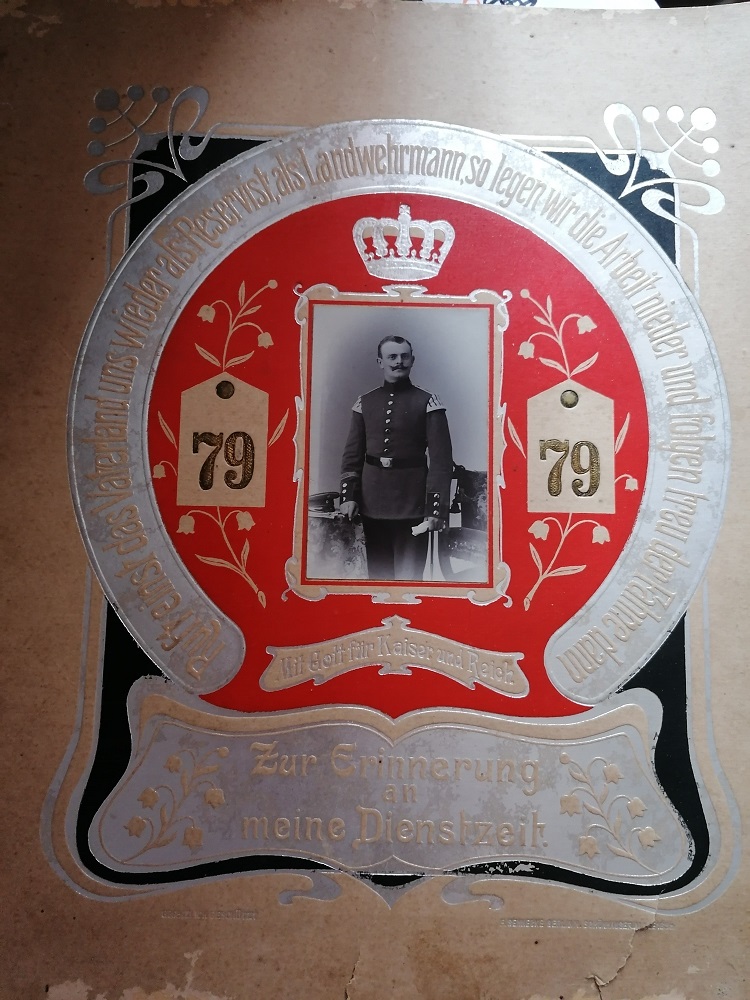 Ruft einst das Vaterland uns wieder als Reservist, als Landwehrmann, so legen wir die Arbeit nieder und folgen treu der Fahne dann
79
79
Mit Gott für Kaiser und Reich
Zur Erinnerung
an
meine Dienstzeit.